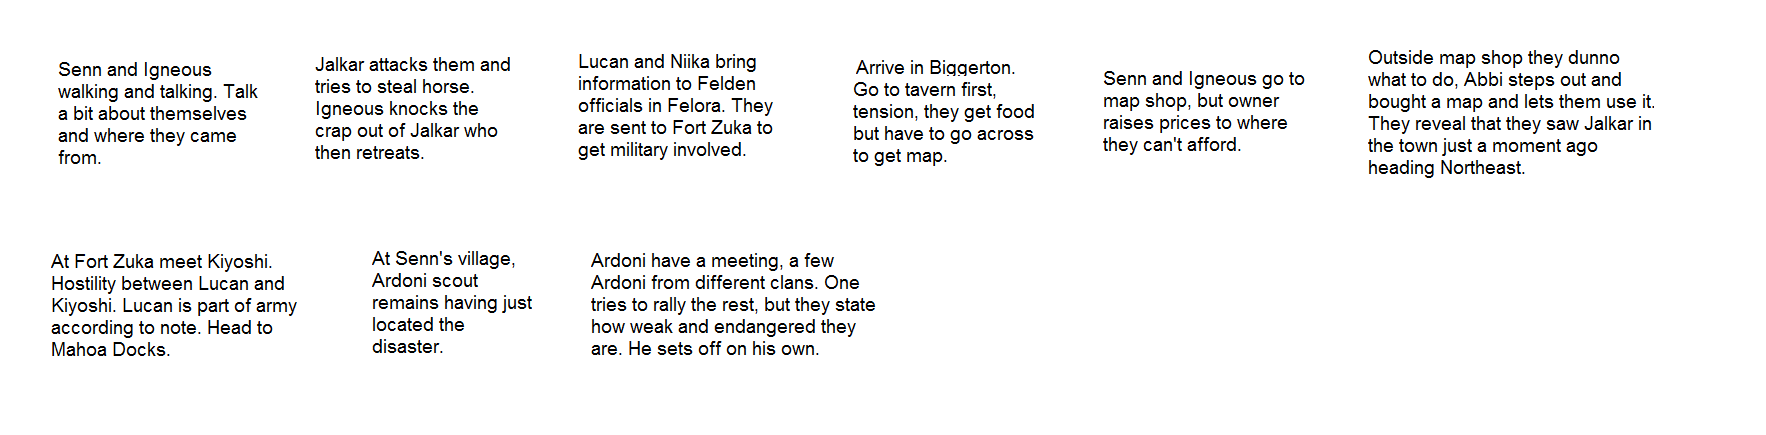 Senn and Igneous
walking and talking. Talk
a bit about themselves
and where they came
from.
Jalkar attacks them and
tries to steal horse.
Igneous knocks the
crap out of Jalkar who
then retreats.
Lucan and Niika bring
information to Felden
officials in Felora. They
are sent to Fort Zuka to
get military involved.
Arrive in Biggerton.
Go to tavern first,
tension, they get food
but have to go across
to get map.
Senn and Igneous go to
map shop, but owner
raises prices to where
they can't afford.
Outside map shop they dunno
what to do, Abbi steps out and
bought a map and lets them use it.
They reveal that they saw Jalkar in
the town just a moment ago
heading Northeast.
At Fort Zuka meet Kiyoshi.
Hostility between Lucan and
Kiyoshi. Lucan is part of army
according to note. Head to
Mahoa Docks.
At Senn's village,
Ardoni scout
remains having just
located the
disaster.
Ardoni have a meeting, a few
Ardoni from different clans. One
tries to rally the rest, but they state
how weak and endangered they
are. He sets off on his own.